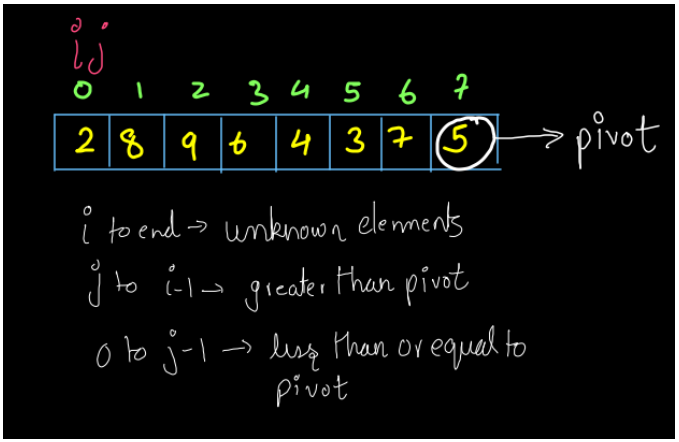 i j
0 1 2 3 4 5 6 7
2 8 9 6 4 3 7 5 → pivot
i to end → unknown elements
j to i-1 → greater than pivot
0 to j-1 → less than or equal to
pivot